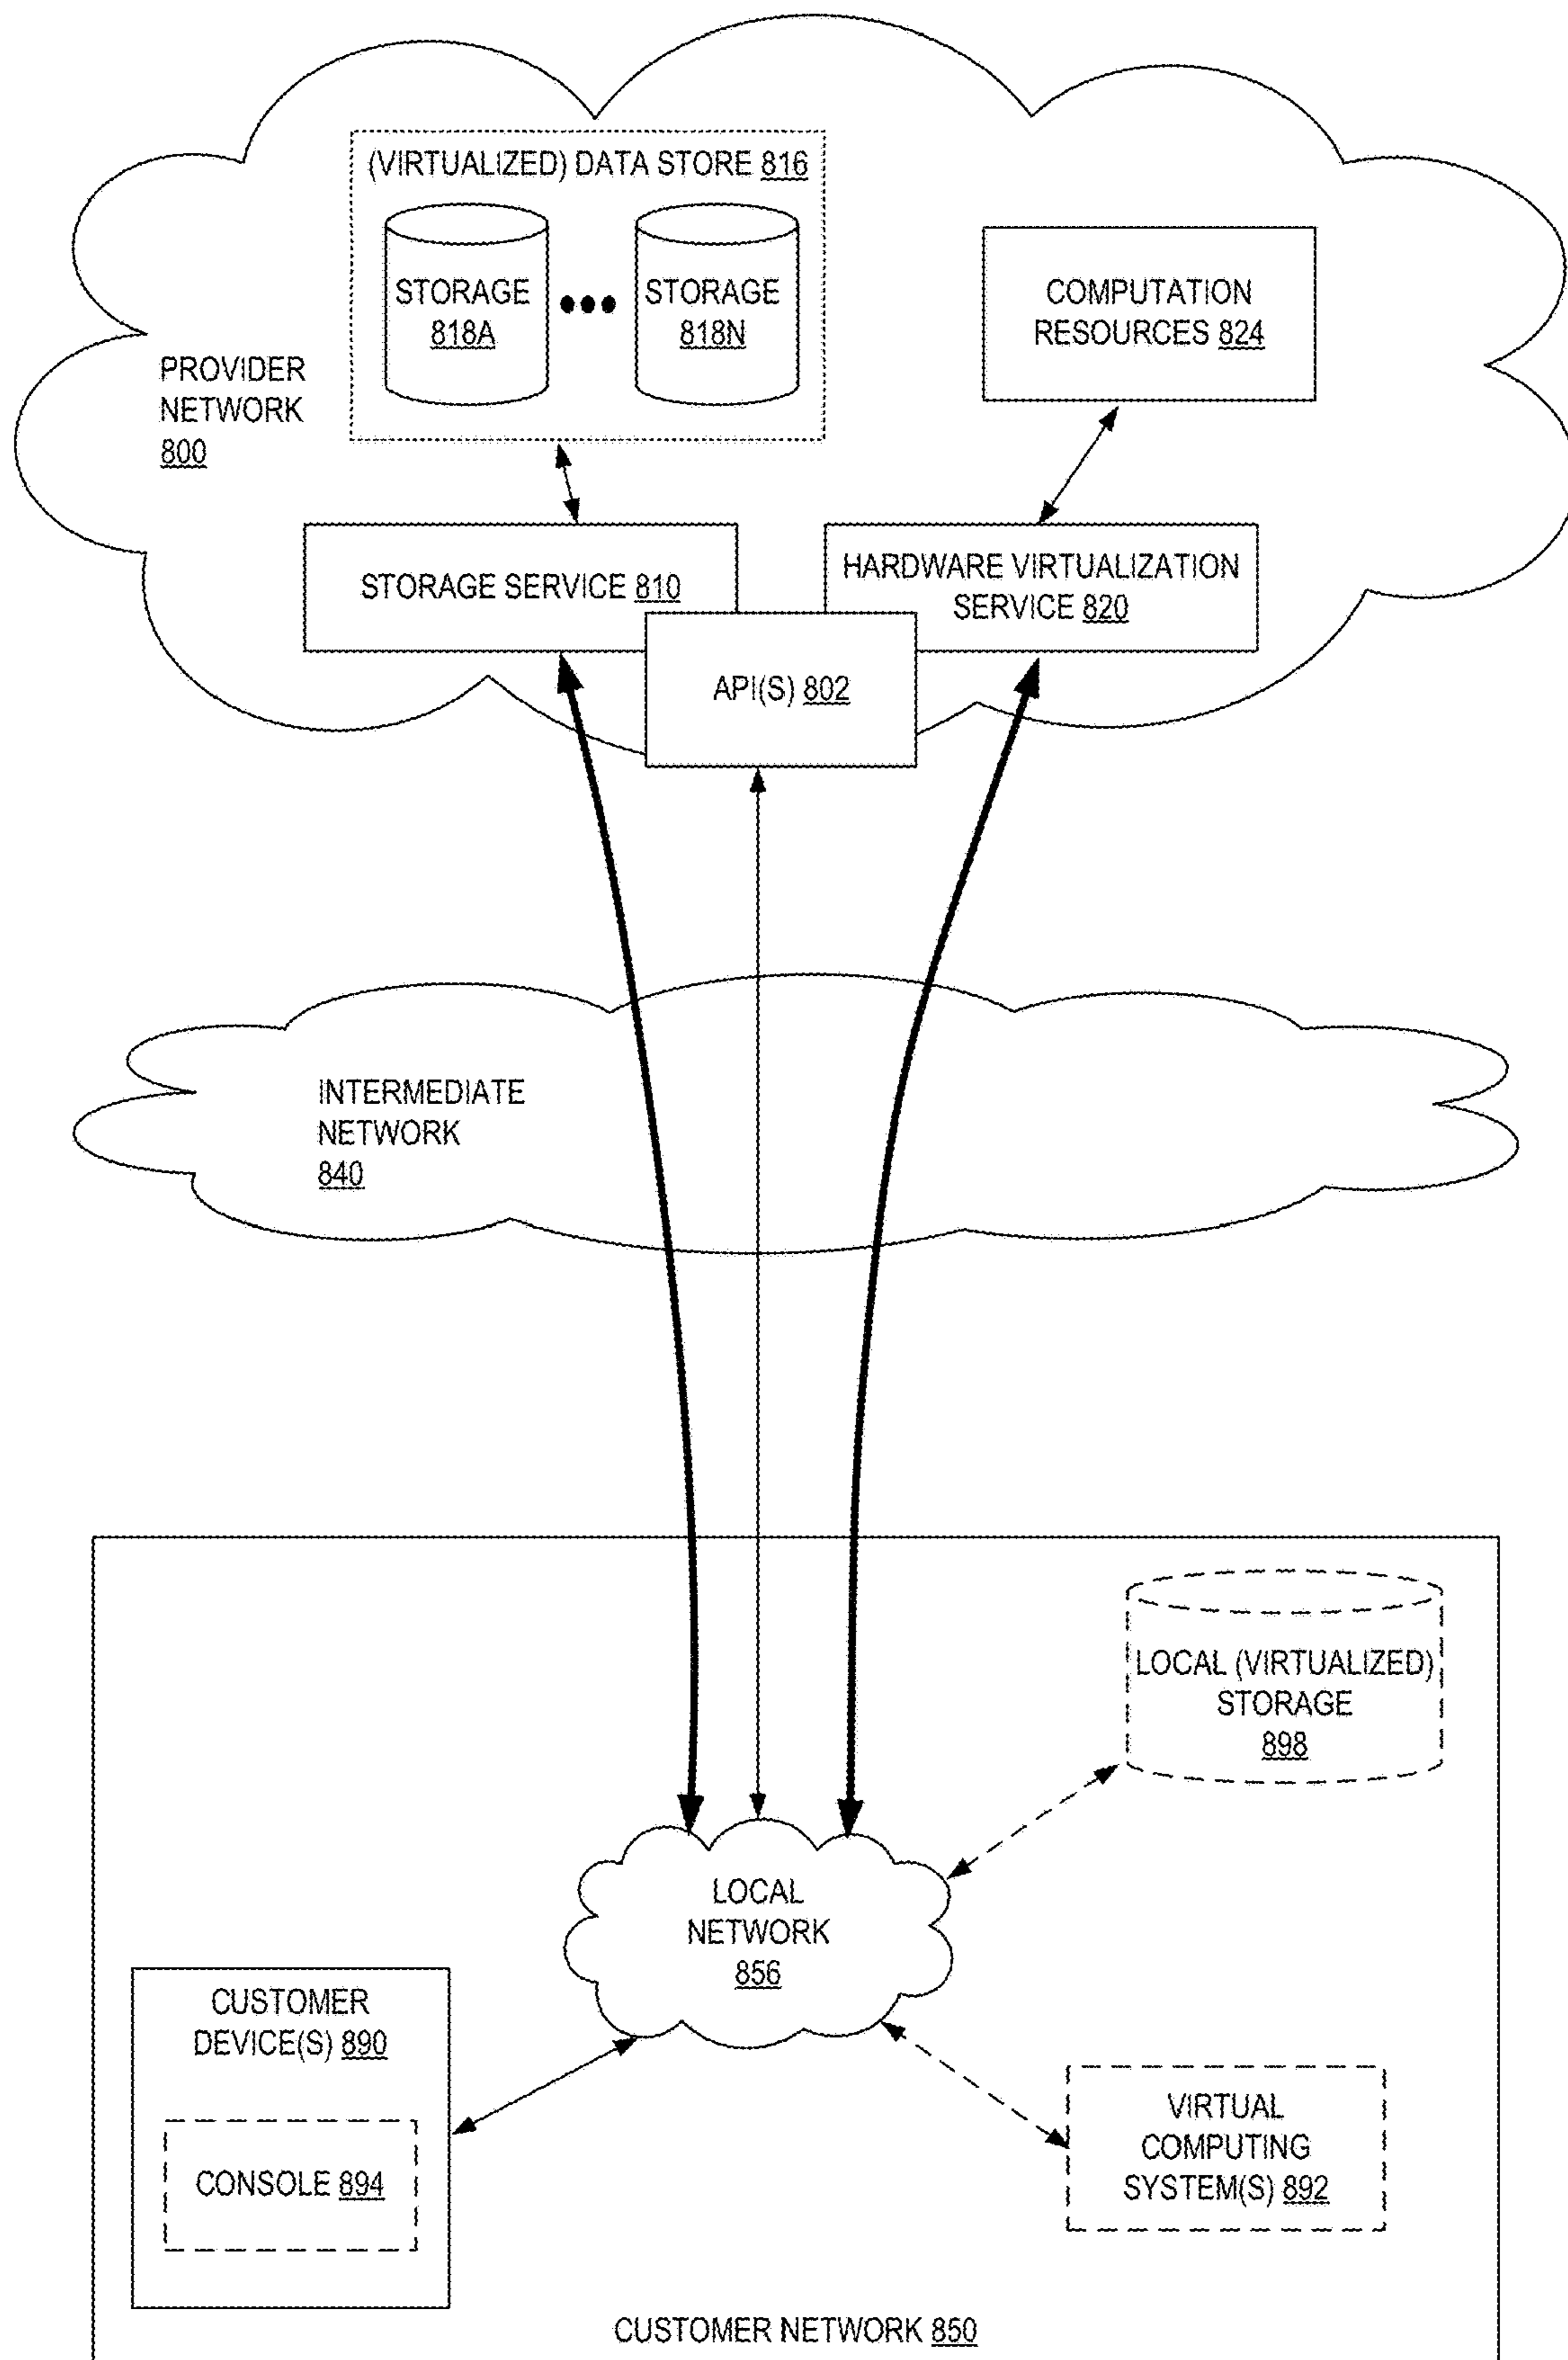 (VIRTUALIZED) DATA STORE 816
STORAGE
818A
STORAGE
818N
COMPUTATION
RESOURCES 824
PROVIDER
NETWORK
800
STORAGE SERVICE 810
HARDWARE VIRTUALIZATION
SERVICE 820
API(S) 802
INTERMEDIATE
NETWORK
840
LOCAL (VIRTUALIZED)
STORAGE
898
LOCAL
NETWORK
856
CUSTOMER
DEVICE(S) 890
CONSOLE 894
VIRTUAL
COMPUTING
SYSTEM(S) 892
CUSTOMER NETWORK 850